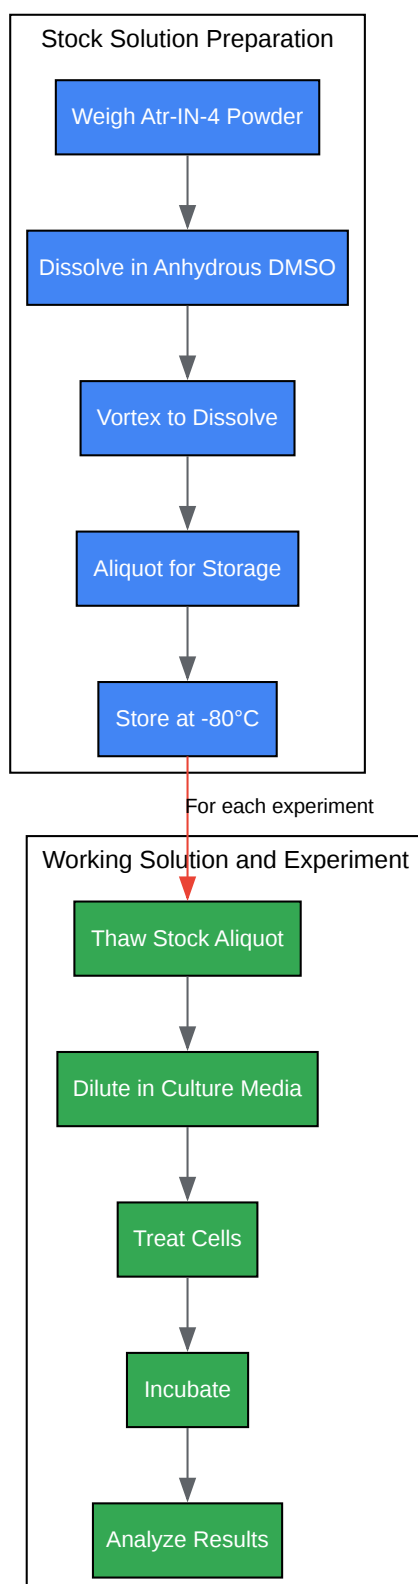 Stock Solution Preparation
Weigh Atr-IN-4 Powder
Dissolve in Anhydrous DMSO
Vortex to Dissolve
Aliquot for Storage
Store at -80°C
For each experiment
Working Solution and Experiment
Thaw Stock Aliquot
Dilute in Culture Media
Treat Cells
Incubate
Analyze Results